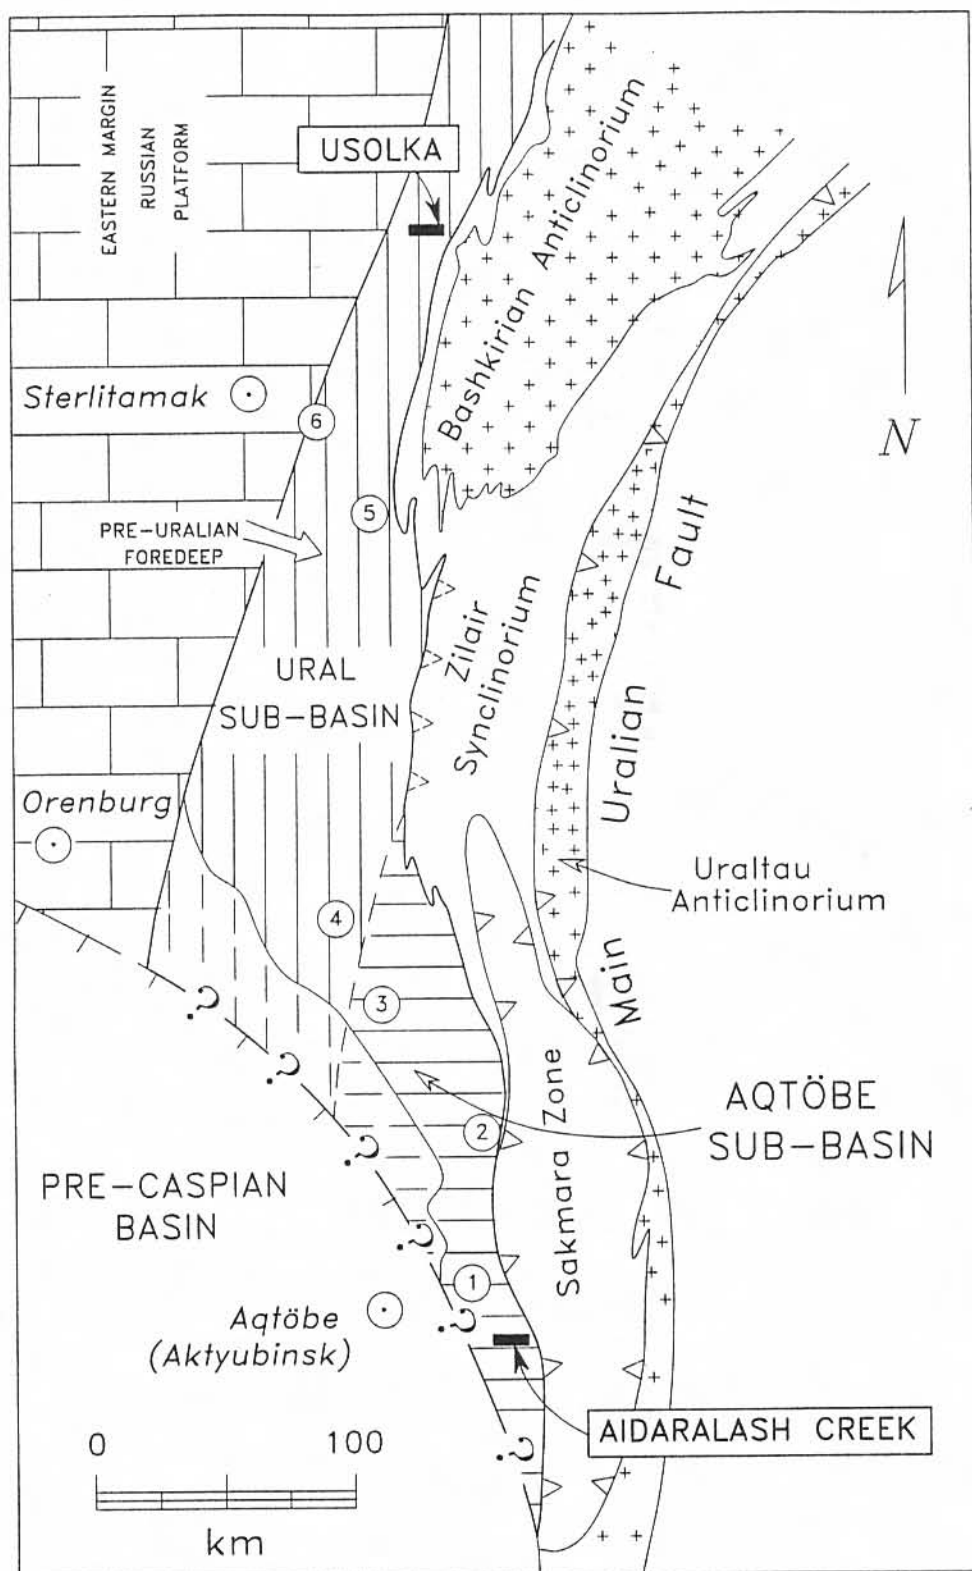 EASTERN MARGIN
RUSSIAN
PLATFORM
USOLKA
Bashkirian Anticlinorium
Sterlitamak
6
N
5
PRE-URALIAN
FOREDEEP
Main Uralian Fault
Zilair
Synclinorium
URAL
SUB-BASIN
Orenburg
Uraltau
Anticlinorium
4
?
3
?
Sakmara Zone
AQTÖBE
SUB-BASIN
2
?
PRE-CASPIAN
BASIN
?
1
Aqtöbe
(Aktyubinsk)
?
AIDARALASH CREEK
?
0 100
km